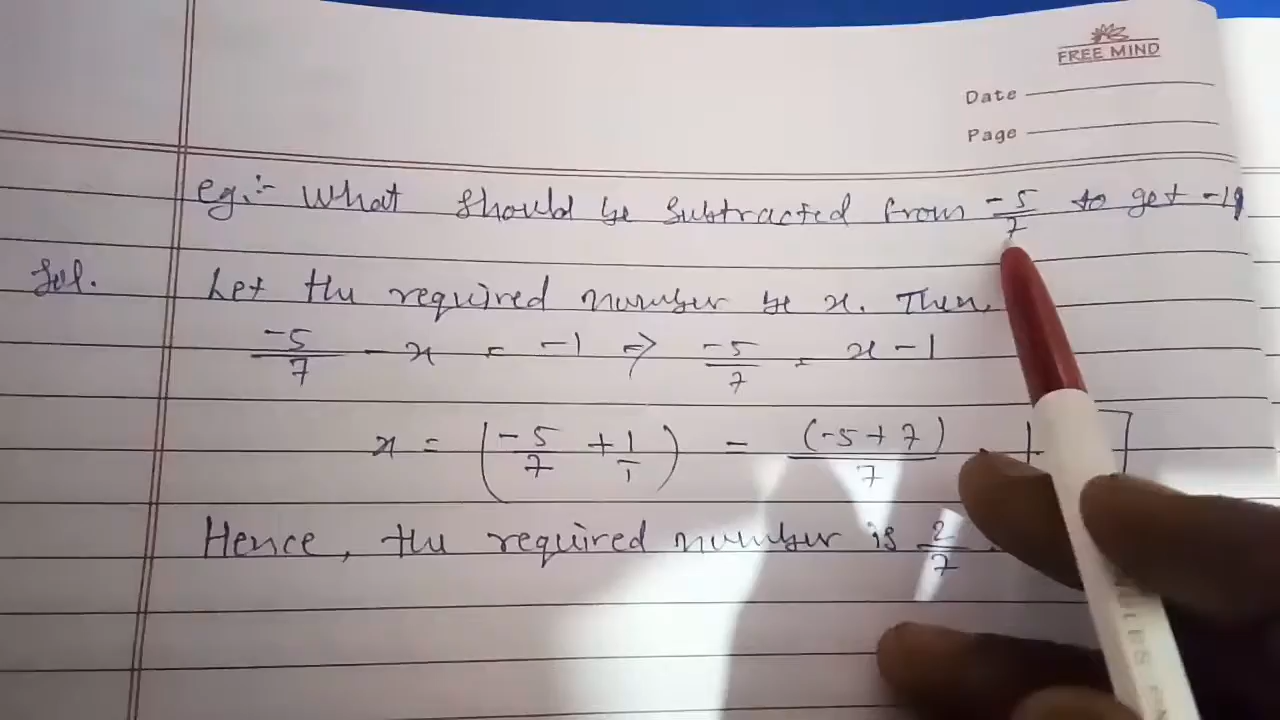 FREE MIND
Date
Page
eg :- What should be subtracted from -5/7 to get -1?
Sol. Let the required number be x. Then,
-5/7 - x = -1 ⇒ -5/7 = x - 1
x = (-5/7 + 1/1) = (-5+7)/7
Hence, the required number is 2/7